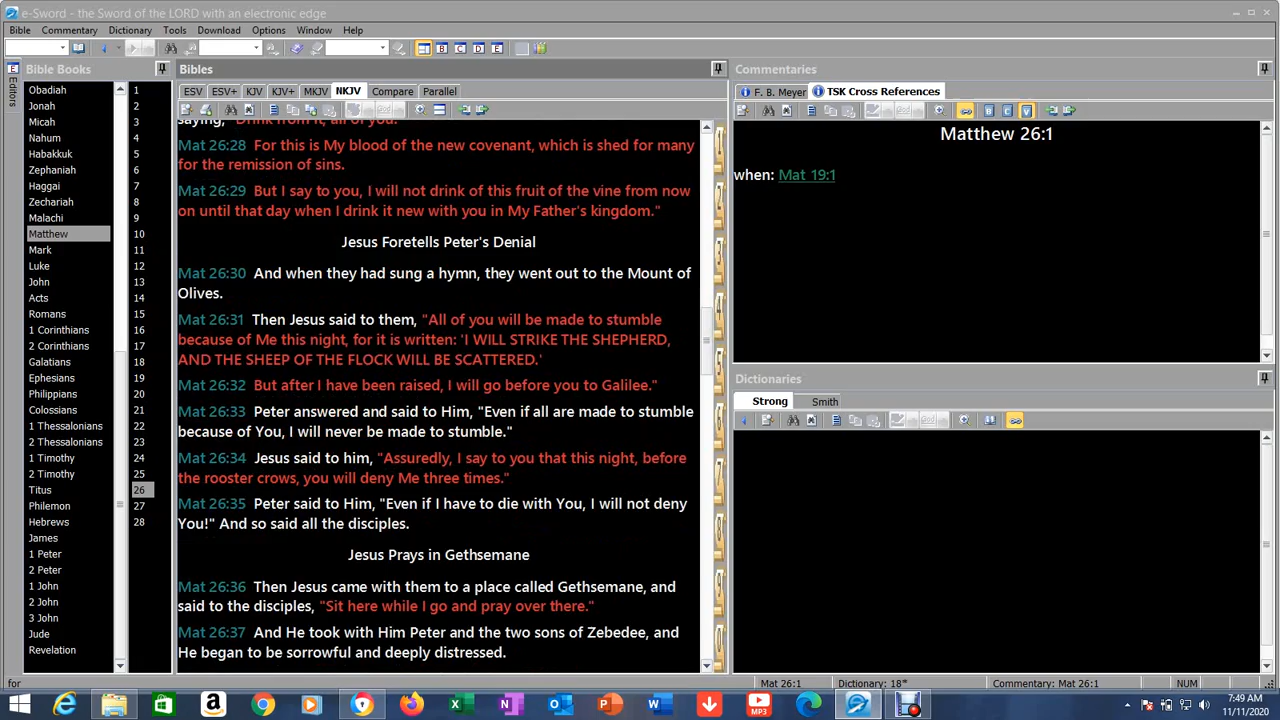 e-Sword - the Sword of the LORD with an electronic edge
Bible Commentary Dictionary Tools Download Options Window Help
B C D E
Editors
Bible Books
Obadiah
Jonah
Micah
Nahum
Habakkuk
Zephaniah
Haggai
Zechariah
Malachi
Matthew
Mark
Luke
John
Acts
Romans
1 Corinthians
2 Corinthians
Galatians
Ephesians
Philippians
Colossians
1 Thessalonians
2 Thessalonians
1 Timothy
2 Timothy
Titus
Philemon
Hebrews
James
1 Peter
2 Peter
1 John
2 John
3 John
Jude
Revelation
1
2
3
4
5
6
7
8
9
10
11
12
13
14
15
16
17
18
19
20
21
22
23
24
25
26
27
28
Bibles
ESV ESV+ KJV KJV+ MKJV NKJV Compare Parallel
saying, "Drink from it, all of you.
Mat 26:28 For this is My blood of the new covenant, which is shed for many
for the remission of sins.
Mat 26:29 But I say to you, I will not drink of this fruit of the vine from now
on until that day when I drink it new with you in My Father's kingdom."
Jesus Foretells Peter's Denial
Mat 26:30 And when they had sung a hymn, they went out to the Mount of
Olives.
Mat 26:31 Then Jesus said to them, "All of you will be made to stumble
because of Me this night, for it is written: 'I WILL STRIKE THE SHEPHERD,
AND THE SHEEP OF THE FLOCK WILL BE SCATTERED.'
Mat 26:32 But after I have been raised, I will go before you to Galilee."
Mat 26:33 Peter answered and said to Him, "Even if all are made to stumble
because of You, I will never be made to stumble."
Mat 26:34 Jesus said to him, "Assuredly, I say to you that this night, before
the rooster crows, you will deny Me three times."
Mat 26:35 Peter said to Him, "Even if I have to die with You, I will not deny
You!" And so said all the disciples.
Jesus Prays in Gethsemane
Mat 26:36 Then Jesus came with them to a place called Gethsemane, and
said to the disciples, "Sit here while I go and pray over there."
Mat 26:37 And He took with Him Peter and the two sons of Zebedee, and
He began to be sorrowful and deeply distressed.
Commentaries
F. B. Meyer TSK Cross References
B C V
Matthew 26:1
when: Mat 19:1
Dictionaries
Strong Smith
for
Mat 26:1 Dictionary: 18* Commentary: Mat 26:1 NUM
MP3
7:49 AM
11/11/2020